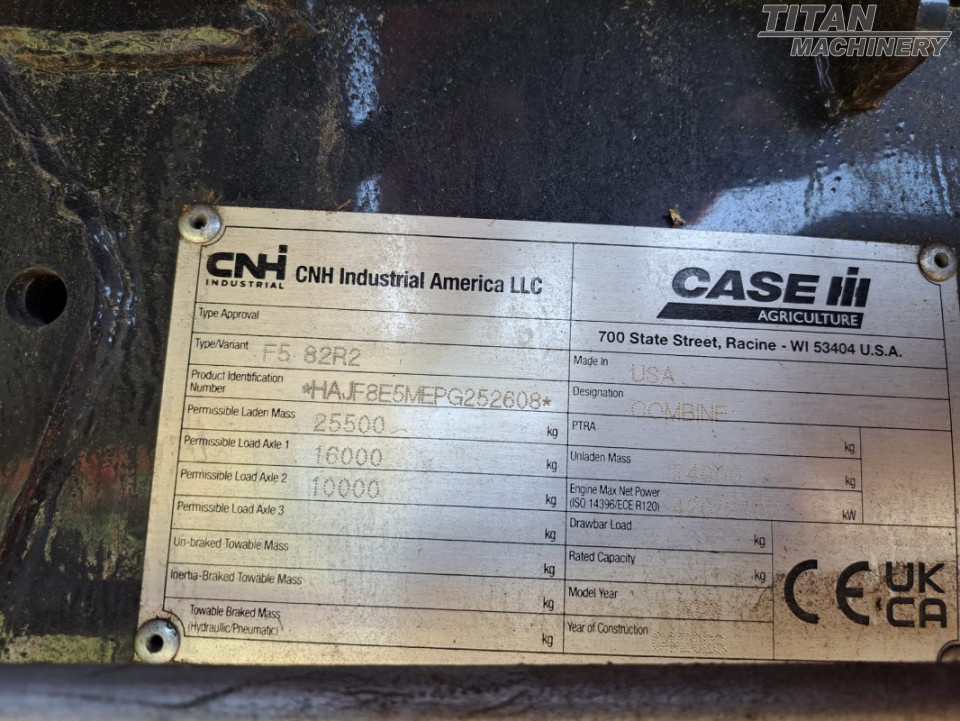 TITAN
MACHINERY
CNH
INDUSTRIAL
CNH Industrial America LLC
CASE IH
AGRICULTURE
700 State Street, Racine - WI 53404 U.S.A.
Type Approval
Type/Variant F5 82R2
Made in USA
Product Identification
Number *HAJF8E5MEPG252608*
Designation COMBINE
Permissible Laden Mass 25500 kg
PTRA kg
Permissible Load Axle 1 16000 kg
Unladen Mass kg
Permissible Load Axle 2 10000 kg
Engine Max Net Power
(ISO 14396/ECE R120) kW
Permissible Load Axle 3 kg
Drawbar Load kg
Un-braked Towable Mass kg
Rated Capacity kg
Inertia-Braked Towable Mass kg
Model Year
Towable Braked Mass
(Hydraulic/Pneumatic) kg
Year of Construction
CE
UK
CA